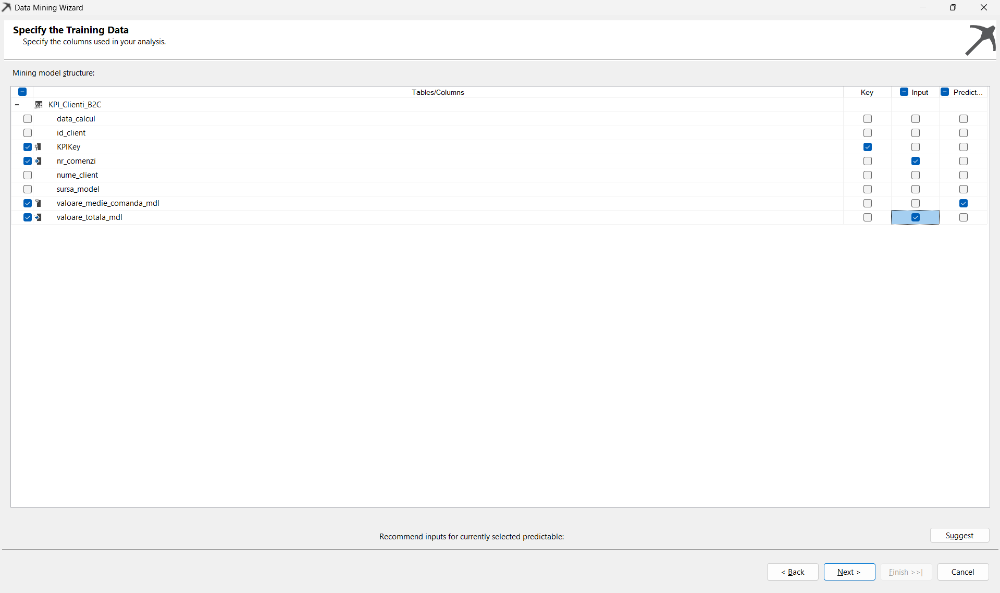 Data Mining Wizard
Specify the Training Data
Specify the columns used in your analysis.
Mining model structure:
Tables/Columns Key Input Predict...
KPI_Clienti_B2C
data_calcul
id_client
KPIKey
nr_comenzi
nume_client
sursa_model
valoare_medie_comanda_mdl
valoare_totala_mdl
Recommend inputs for currently selected predictable: Suggest
< Back Next > Finish >>| Cancel